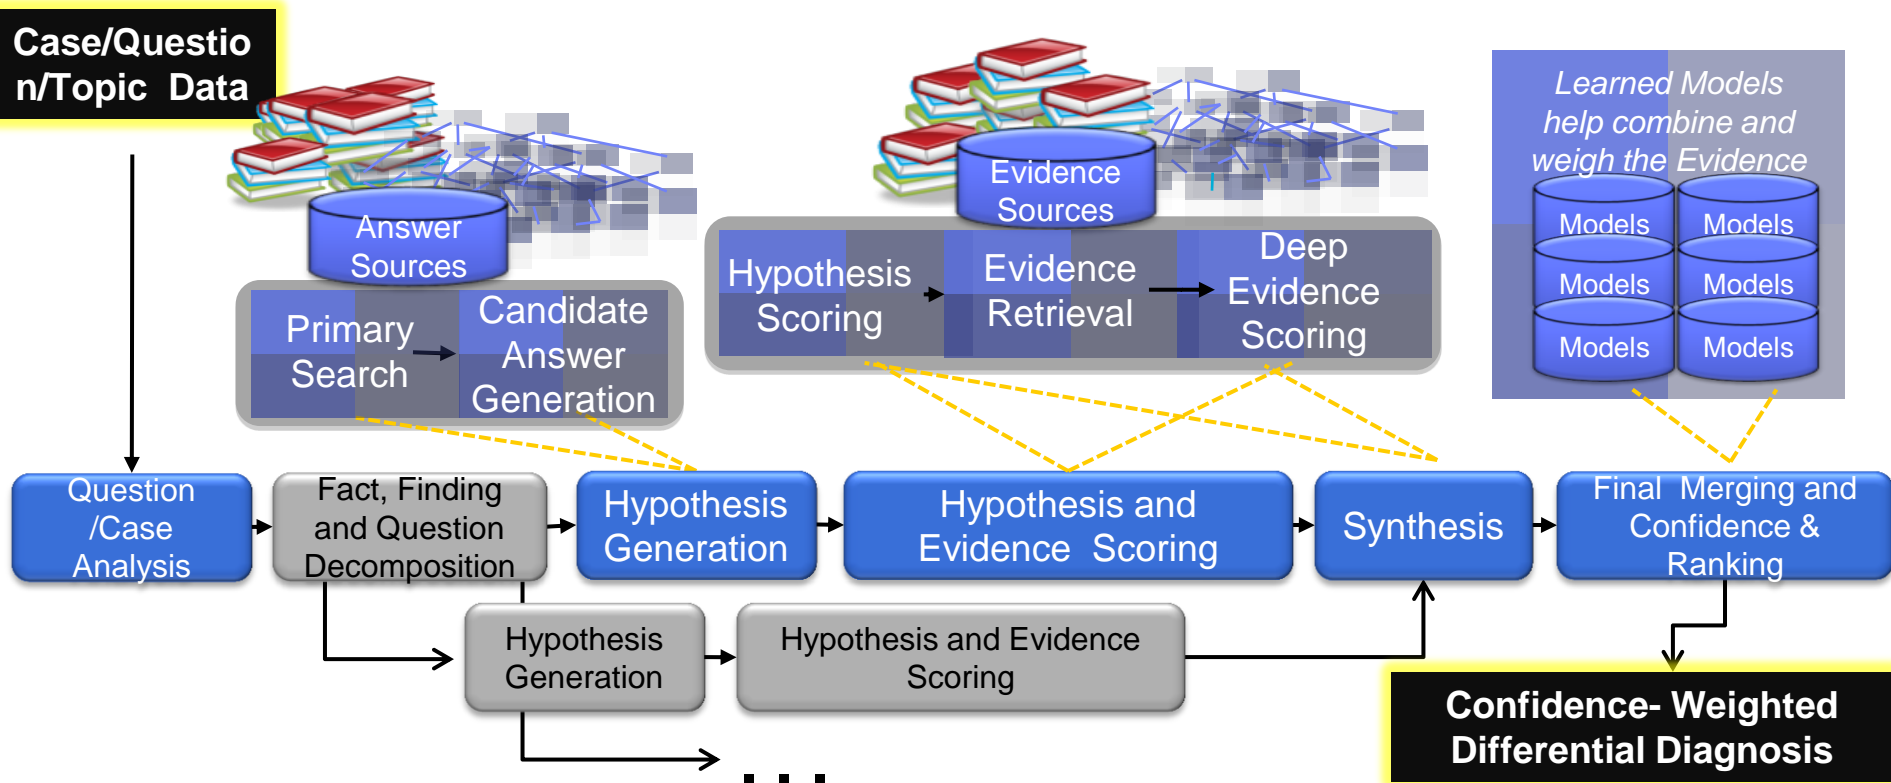 Case/Questio
n/Topic Data
Answer
Sources
Primary
Search
Candidate
Answer
Generation
Evidence
Sources
Hypothesis
Scoring
Evidence
Retrieval
Deep
Evidence
Scoring
Learned Models
help combine and
weigh the Evidence
Models
Models
Models
Models
Models
Models
Question
/Case
Analysis
Fact, Finding
and Question
Decomposition
Hypothesis
Generation
Hypothesis and
Evidence Scoring
Synthesis
Final Merging and
Confidence &
Ranking
Hypothesis
Generation
Hypothesis and Evidence
Scoring
. . .
Confidence- Weighted
Differential Diagnosis